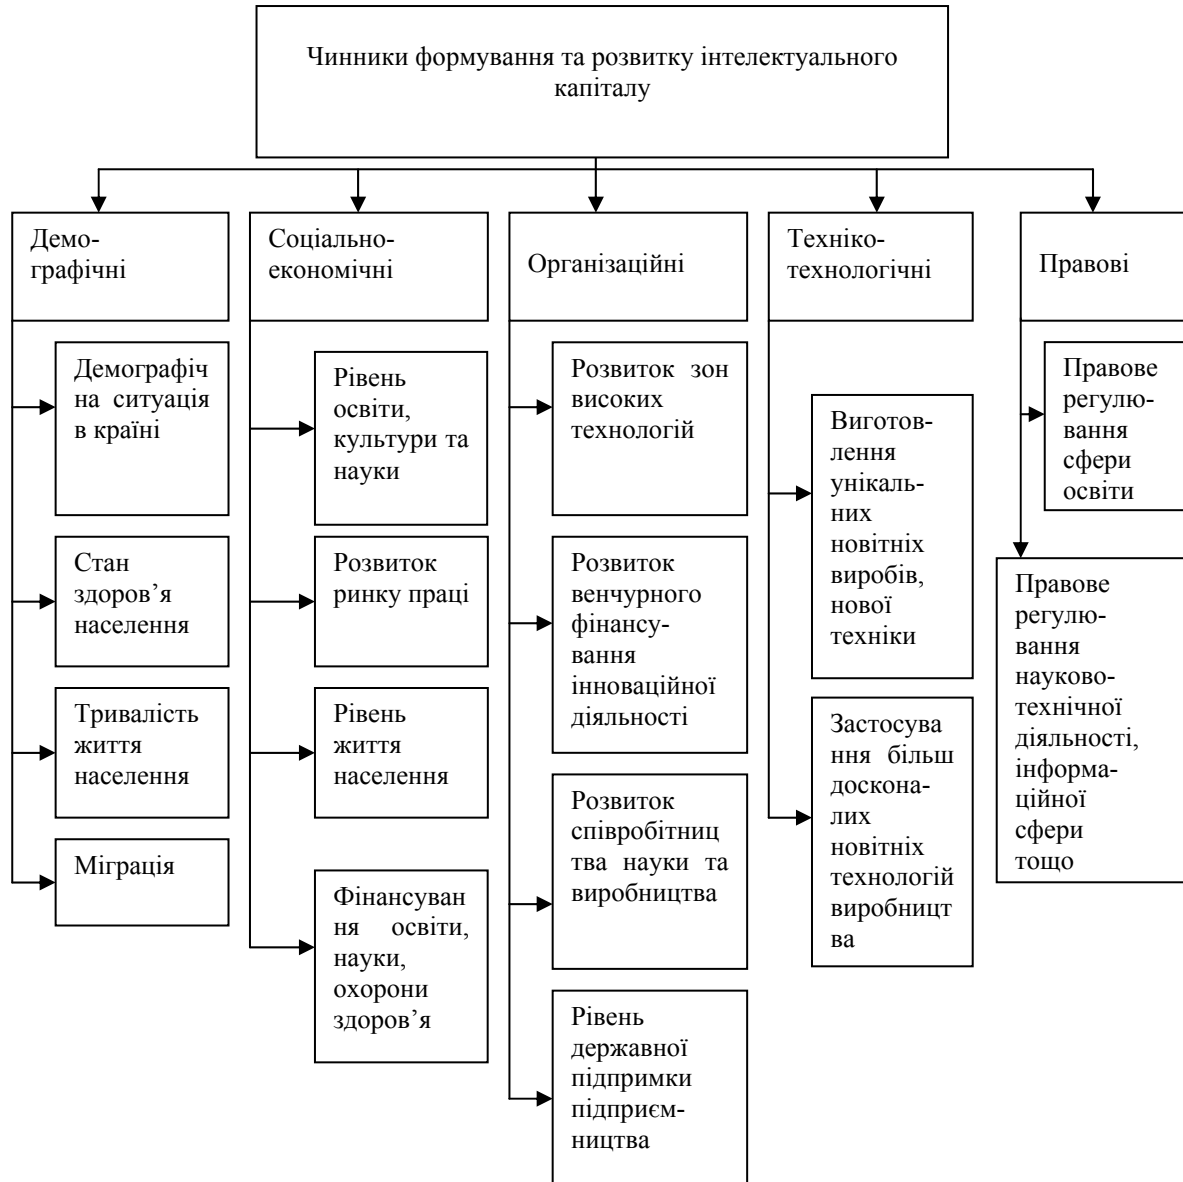 Чинники формування та розвитку інтелектуального
капіталу
Демо-
графічні
Соціально-
економічні
Організаційні
Техніко-
технологічні
Правові
Демографіч
на ситуація
в країні
Стан
здоров’я
населення
Тривалість
життя
населення
Міграція
Рівень
освіти,
культури та
науки
Розвиток
ринку праці
Рівень
життя
населення
Фінансуван
ня освіти,
науки,
охорони
здоров’я
Розвиток зон
високих
технологій
Розвиток
венчурного
фінансу-
вання
інноваційної
діяльності
Розвиток
співробітниц
тва науки та
виробництва
Рівень
державної
підпримки
підприєм-
ництва
Виготов-
лення
унікаль-
них
новітніх
виробів,
нової
техніки
Застосува
ння більш
доскона-
лих
новітніх
технологій
виробницт
ва
Правове
регулю-
вання
сфери
освіти
Правове
регулю-
вання
науково-
технічної
діяльності,
інформа-
ційної
сфери
тощо